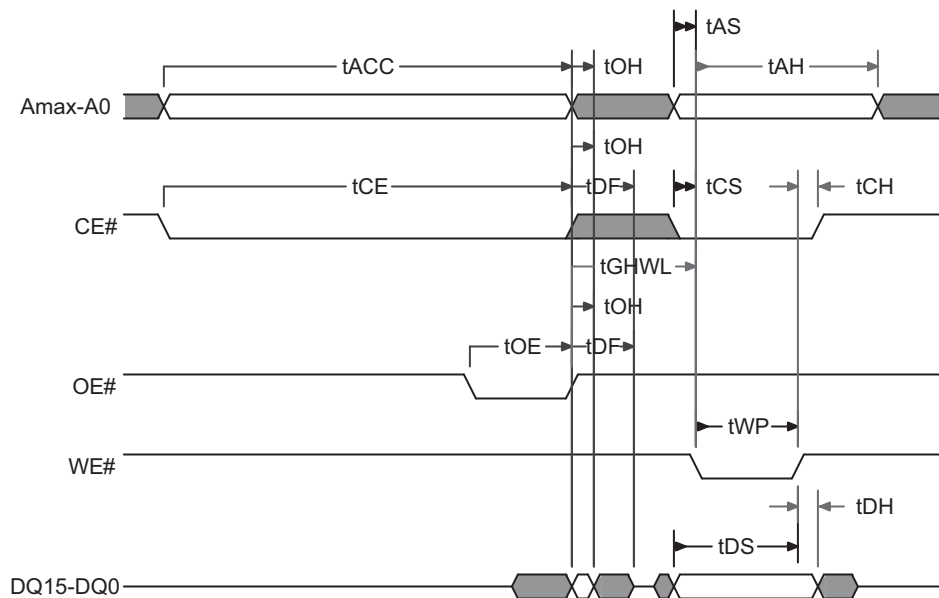 tAS
tACC tOH tAH
Amax-A0
tOH
tCE tDF tCS tCH
CE#
tGHWL
tOH
tOE tDF
OE#
tWP
WE#
tDH
tDS
DQ15-DQ0